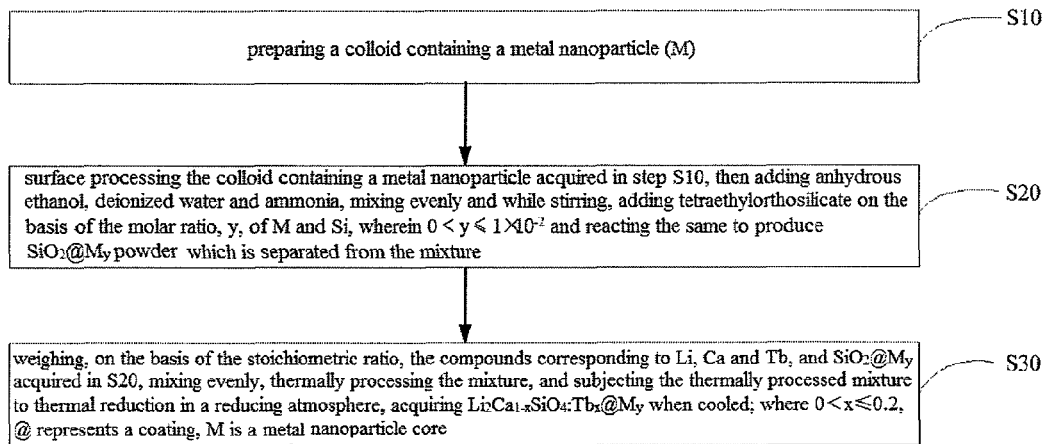 preparing a colloid containing a metal nanoparticle (M)
S10
surface processing the colloid containing a metal nanoparticle acquired in step S10, then adding anhydrous
ethanol, deionized water and ammonia, mixing evenly and while stirring, adding tetraethylorthosilicate on the
basis of the molar ratio, y, of M and Si, wherein 0<y≤1×10⁻² and reacting the same to produce
SiO₂@My powder which is separated from the mixture
S20
weighing, on the basis of the stoichiometric ratio, the compounds corresponding to Li, Ca and Tb, and SiO₂@My
acquired in S20, mixing evenly, thermally processing the mixture, and subjecting the thermally processed mixture
to thermal reduction in a reducing atmosphere, acquiring Li₂Ca₁₋ₓSiO₄:Tbₓ@My when cooled; where 0<x≤0.2,
@ represents a coating, M is a metal nanoparticle core
S30